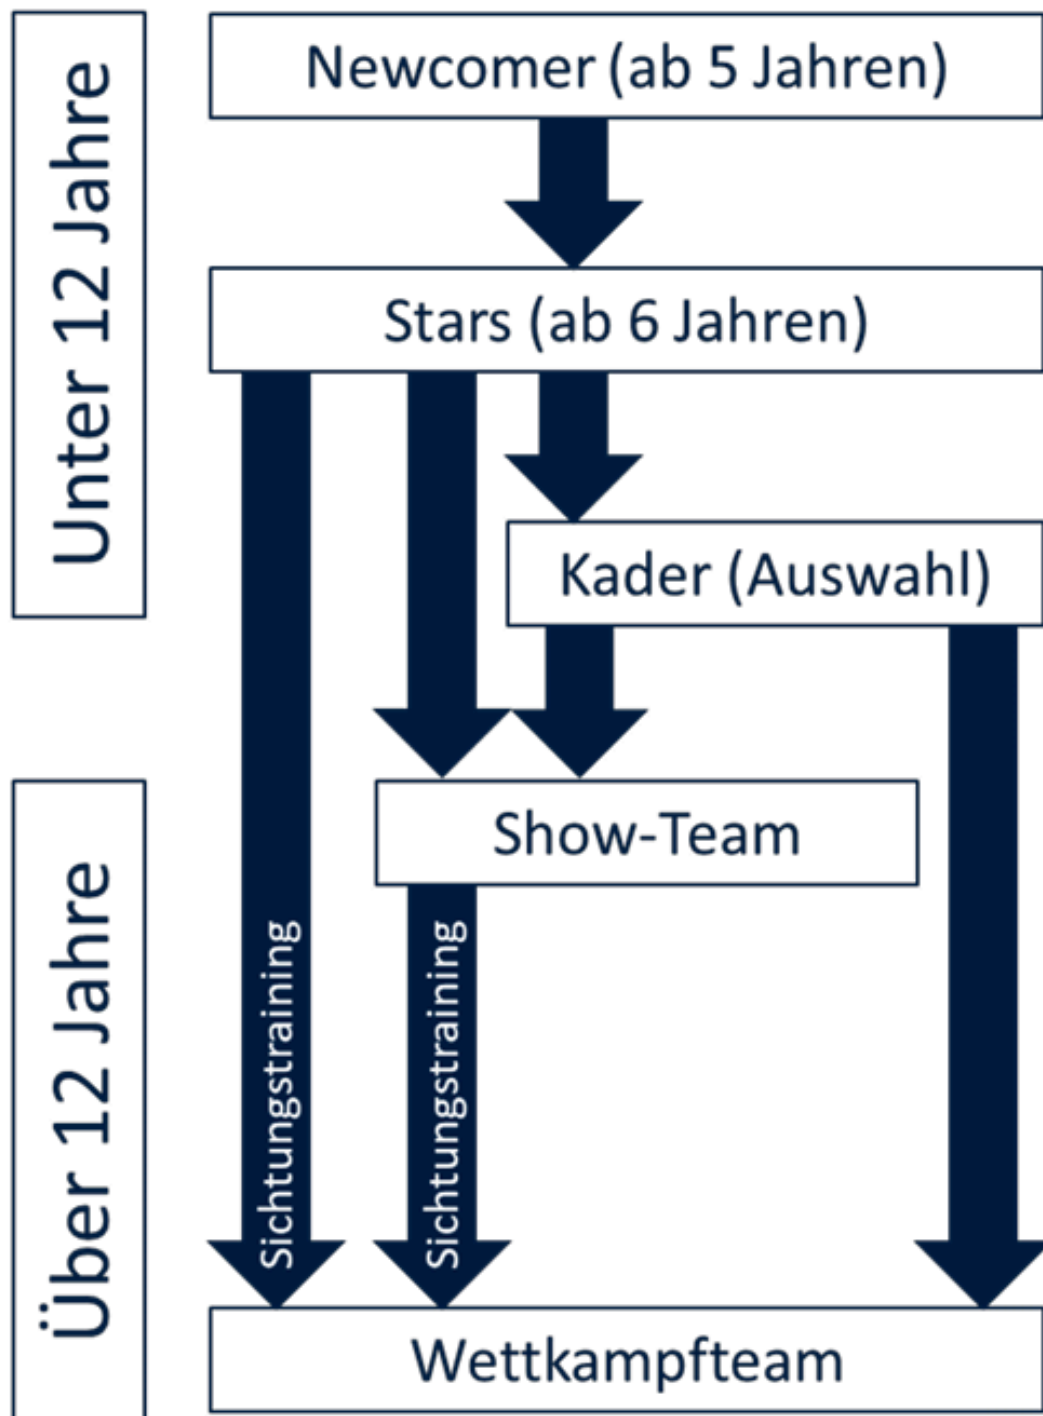 Unter 12 Jahre
Newcomer (ab 5 Jahren)
Stars (ab 6 Jahren)
Kader (Auswahl)
Über 12 Jahre
Show-Team
Sichtungstraining
Sichtungstraining
Wettkampfteam